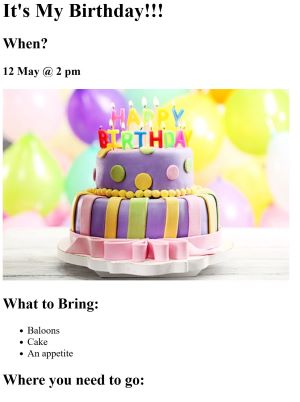 It's My Birthday!!!
When?
12 May @ 2 pm
HAPPY
BIRTHDAY
What to Bring:
Baloons
Cake
An appetite
Where you need to go: